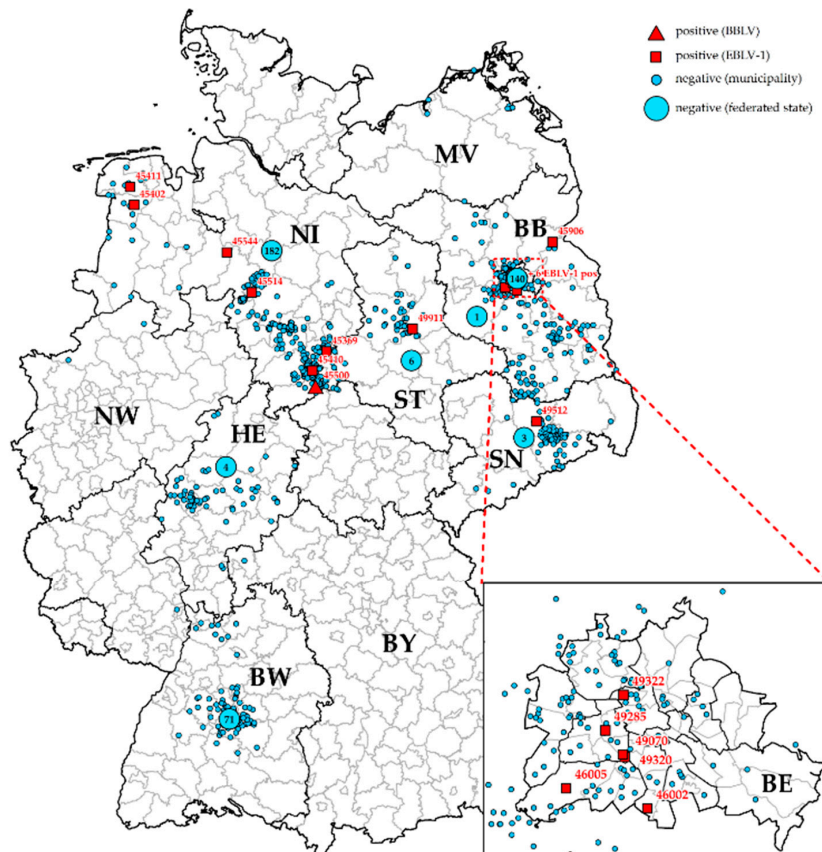 positive (BBLV)
positive (EBLV-1)
negative (municipality)
negative (federated state)
MV
45411
45402
NI
BB
45906
45544
182
6 EBLV-1 pos
140
45514
1
49911
45369
6
45410
45500
ST
NW
HE
49512
3
SN
4
BY
BW
71
49322
49285
49070
49320
46005
BE
46002